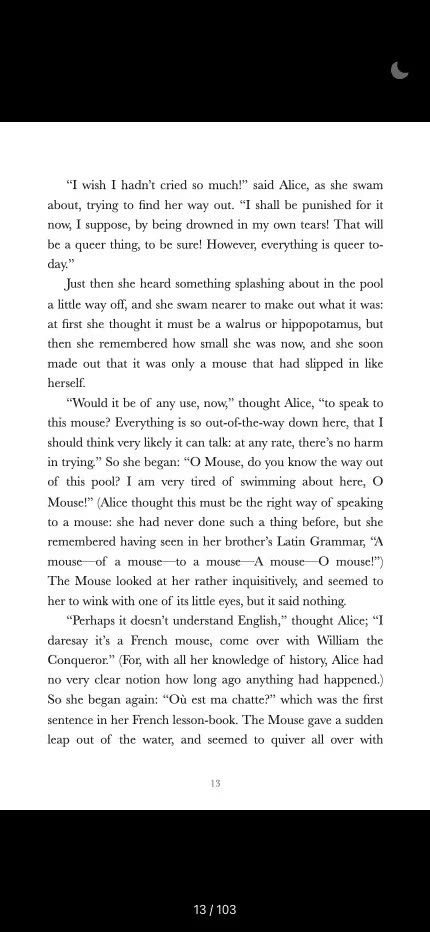 “I wish I hadn’t cried so much!” said Alice, as she swam
about, trying to find her way out. “I shall be punished for it
now, I suppose, by being drowned in my own tears! That will
be a queer thing, to be sure! However, everything is queer to-
day.”
Just then she heard something splashing about in the pool
a little way off, and she swam nearer to make out what it was:
at first she thought it must be a walrus or hippopotamus, but
then she remembered how small she was now, and she soon
made out that it was only a mouse that had slipped in like
herself.
“Would it be of any use, now,” thought Alice, “to speak to
this mouse? Everything is so out-of-the-way down here, that I
should think very likely it can talk: at any rate, there’s no harm
in trying.” So she began: “O Mouse, do you know the way out
of this pool? I am very tired of swimming about here, O
Mouse!” (Alice thought this must be the right way of speaking
to a mouse: she had never done such a thing before, but she
remembered having seen in her brother’s Latin Grammar, “A
mouse—of a mouse—to a mouse—A mouse—O mouse!”)
The Mouse looked at her rather inquisitively, and seemed to
her to wink with one of its little eyes, but it said nothing.
“Perhaps it doesn’t understand English,” thought Alice; “I
daresay it’s a French mouse, come over with William the
Conqueror.” (For, with all her knowledge of history, Alice had
no very clear notion how long ago anything had happened.)
So she began again: “Où est ma chatte?” which was the first
sentence in her French lesson-book. The Mouse gave a sudden
leap out of the water, and seemed to quiver all over with
13
13 / 103